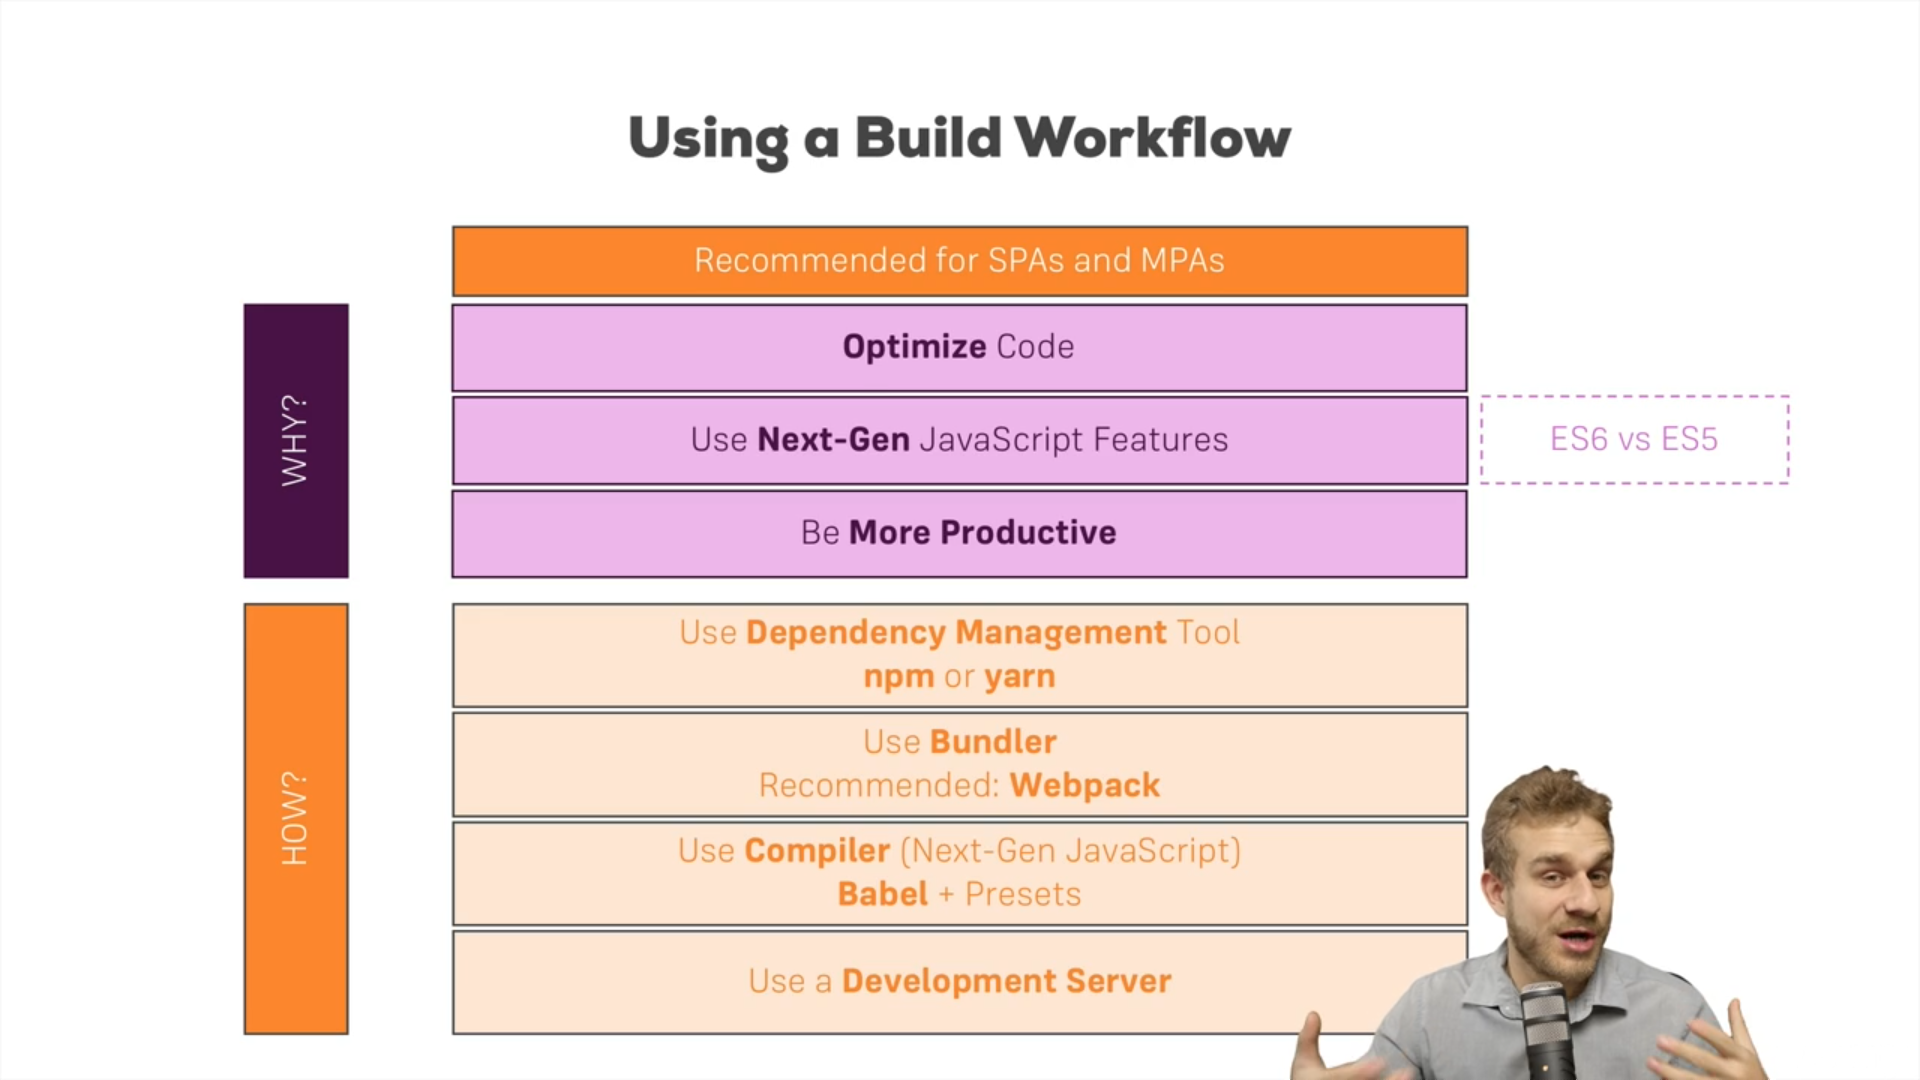 Using a Build Workflow
Recommended for SPAs and MPAs
WHY?
Optimize Code
Use Next-Gen JavaScript Features
ES6 vs ES5
Be More Productive
HOW?
Use Dependency Management Tool
npm or yarn
Use Bundler
Recommended: Webpack
Use Compiler (Next-Gen JavaScript)
Babel + Presets
Use a Development Server